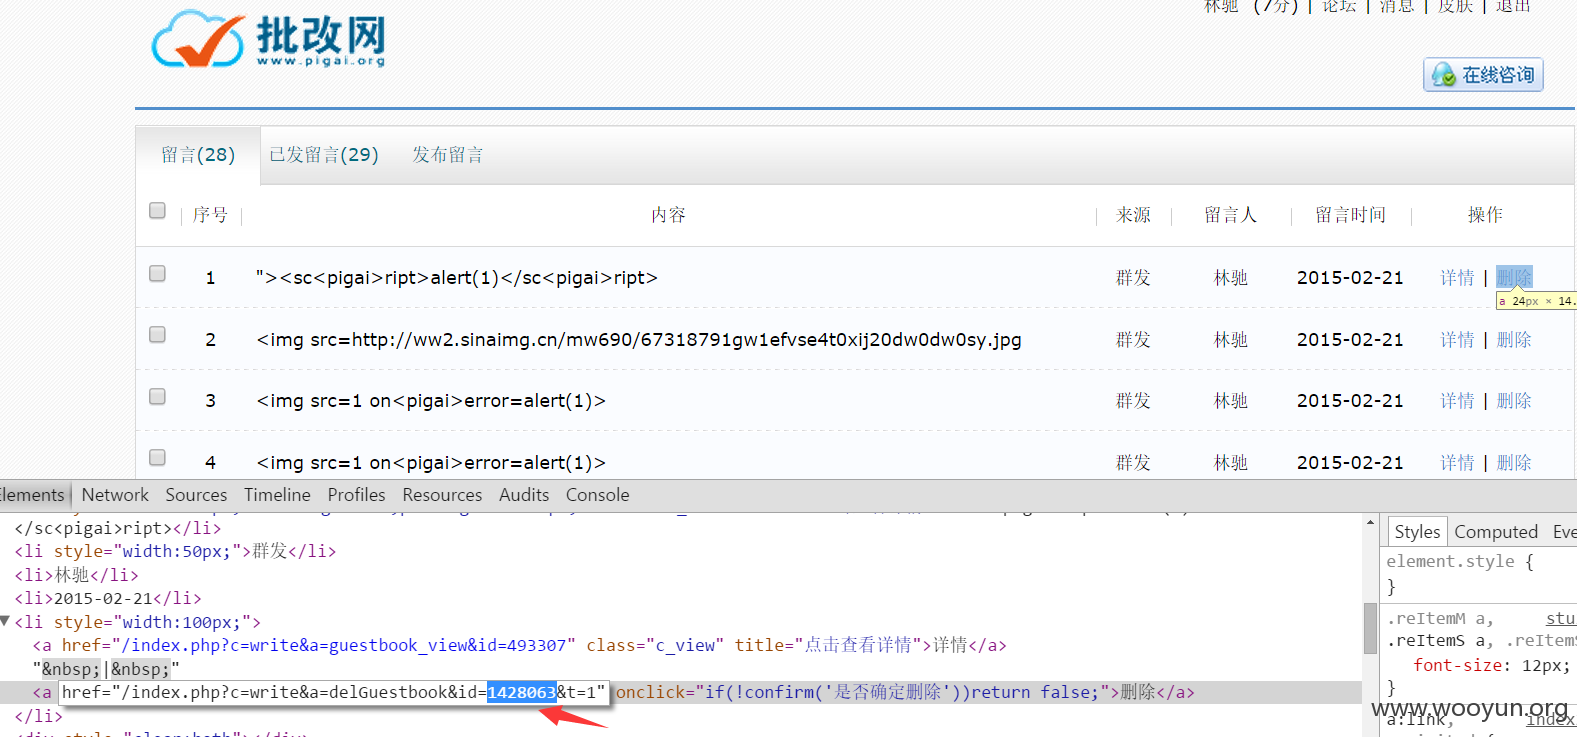 林驰 (7分) | 论坛 | 消息 | 皮肤 | 退出
批改网
www.pigai.org
在线咨询
留言(28) 已发留言(29) 发布留言
序号 内容 来源 留言人 留言时间 操作
1 "><sc<pigai>ript>alert(1)</sc<pigai>ript> 群发 林驰 2015-02-21 详情 | 删除
a 24px × 14.
2 <img src=http://ww2.sinaimg.cn/mw690/67318791gw1efvse4t0xij20dw0dw0sy.jpg 群发 林驰 2015-02-21 详情 | 删除
3 <img src=1 on<pigai>error=alert(1)> 群发 林驰 2015-02-21 详情 | 删除
4 <img src=1 on<pigai>error=alert(1)> 群发 林驰 2015-02-21 详情 | 删除
Elements Network Sources Timeline Profiles Resources Audits Console
</sc<pigai>ript></li>
<li style="width:50px;">群发</li>
<li>林驰</li>
<li>2015-02-21</li>
<li style="width:100px;">
<a href="/index.php?c=write&a=guestbook_view&id=493307" class="c_view" title="点击查看详情">详情</a>
"&nbsp;|&nbsp;"
<a href="/index.php?c=write&a=delGuestbook&id=1428063&t=1" onclick="if(!confirm('是否确定删除'))return false;">删除</a>
</li>
Styles Computed Eve
element.style {
}
.reItemM a, stu
.reItemS a, .reItemS
font-size: 12px;
}
www.wooyun.org
a:link, index